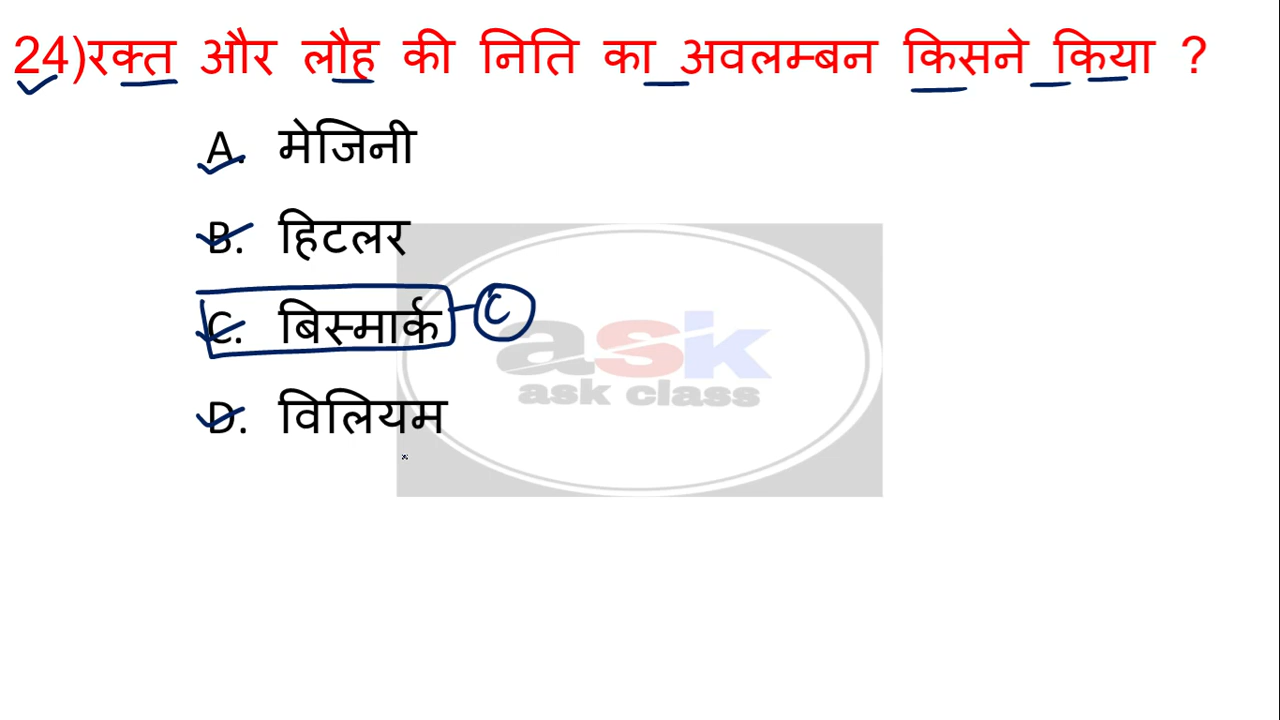 24)रक्त और लौह की निति का अवलम्बन किसने किया ?
A. मेजिनी
B. हिटलर
C. बिस्मार्क C
D. विलियम
ask
ask class